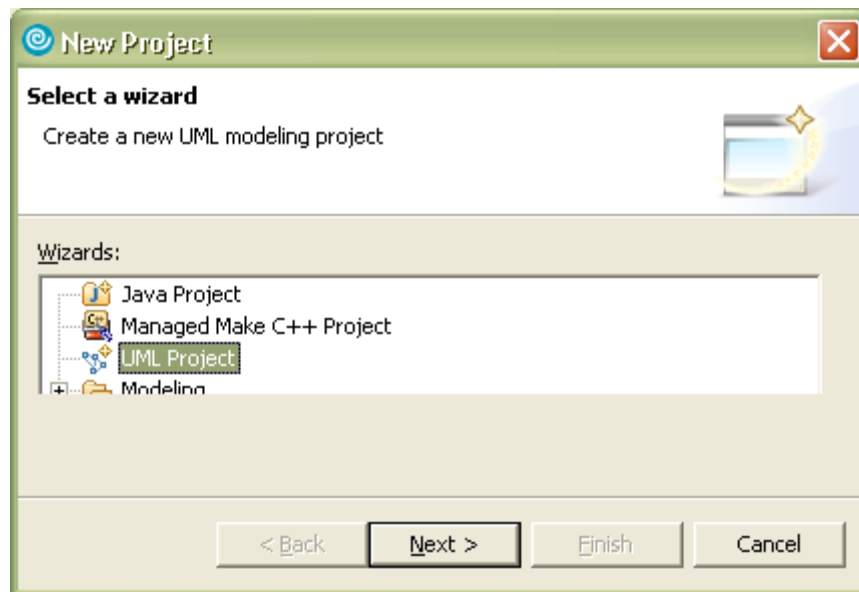 New Project
Select a wizard
Create a new UML modeling project
Wizards:
Java Project
Managed Make C++ Project
UML Project
Modeling
< Back Next > Finish Cancel